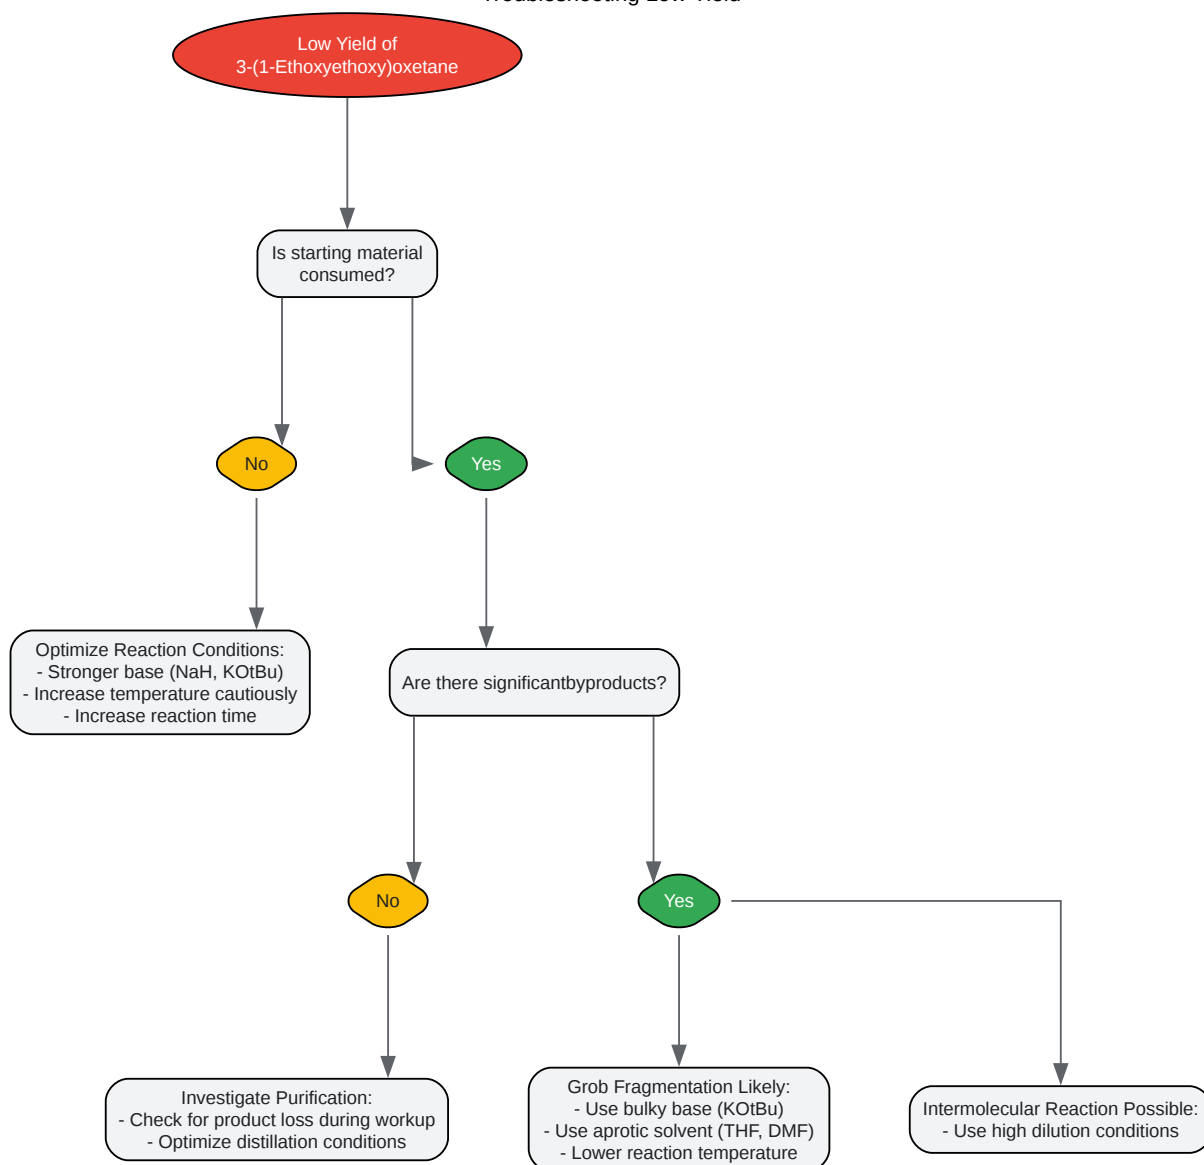 Troubleshooting Low Yield
Low Yield of
3-(1-Ethoxyethoxy)oxetane
Is starting material
consumed?
No
Yes
Optimize Reaction Conditions:
- Stronger base (NaH, KOtBu)
- Increase temperature cautiously
- Increase reaction time
Are there significantbyproducts?
No
Yes
Investigate Purification:
- Check for product loss during workup
- Optimize distillation conditions
Grob Fragmentation Likely:
- Use bulky base (KOtBu)
- Use aprotic solvent (THF, DMF)
- Lower reaction temperature
Intermolecular Reaction Possible:
- Use high dilution conditions